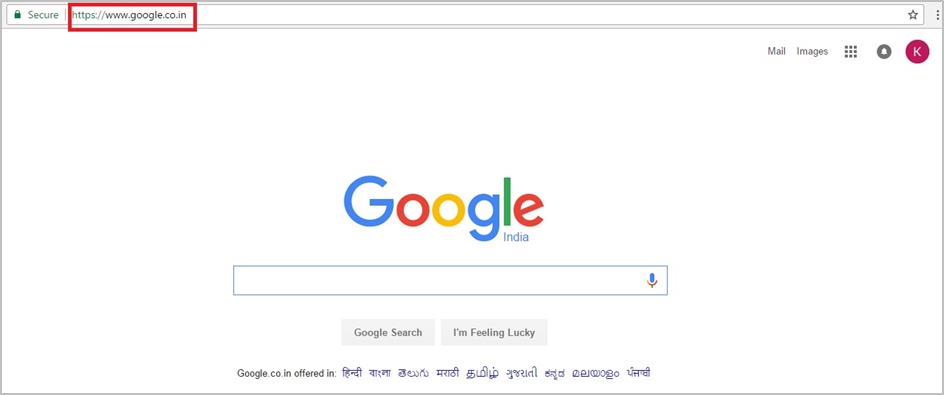 Secure https://www.google.co.in
Mail Images K
Google
India
Google Search I'm Feeling Lucky
Google.co.in offered in: हिन्दी বাংলা తెలుగు मराठी தமிழ் ગુજરાતી ಕನ್ನಡ മലയാളം ਪੰਜਾਬੀ